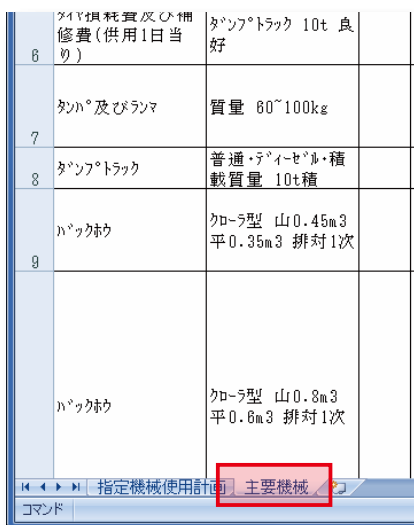 ﾀｲﾔ損耗費及び補
修費(供用1日当
り)
ﾀﾞﾝﾌﾟﾄﾗｯｸ 10t 良
好
6
ﾀﾝﾊﾟ及びﾗﾝﾏ
質量 60~100kg
7
ﾀﾞﾝﾌﾟﾄﾗｯｸ
普通・ﾃﾞｨｰｾﾞﾙ・積
載質量 10t積
8
ﾊﾞｯｸﾎｳ
ｸﾛｰﾗ型 山0.45m3
平0.35m3 排対1次
9
ﾊﾞｯｸﾎｳ
ｸﾛｰﾗ型 山0.8m3
平0.6m3 排対1次
指定機械使用計画
主要機械
コマンド